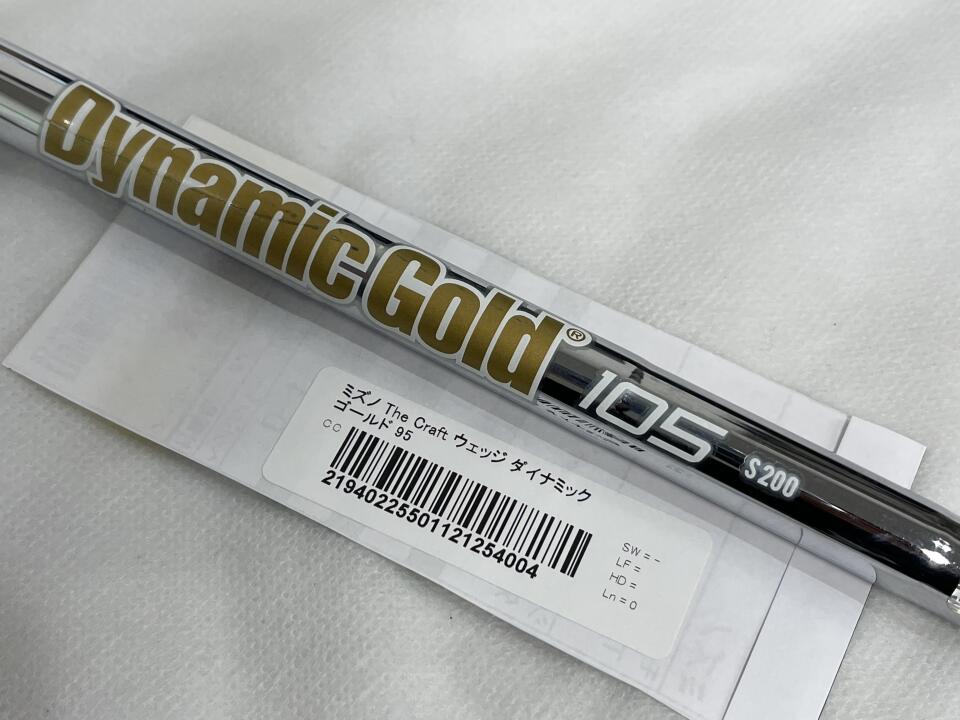 Dynamic Gold® 105 S200
ミズノ The Craft ウェッジ ダイナミック
ゴールド 95
CC
21940225501121254004
SW = -
LF =
HD =
Ln = 0